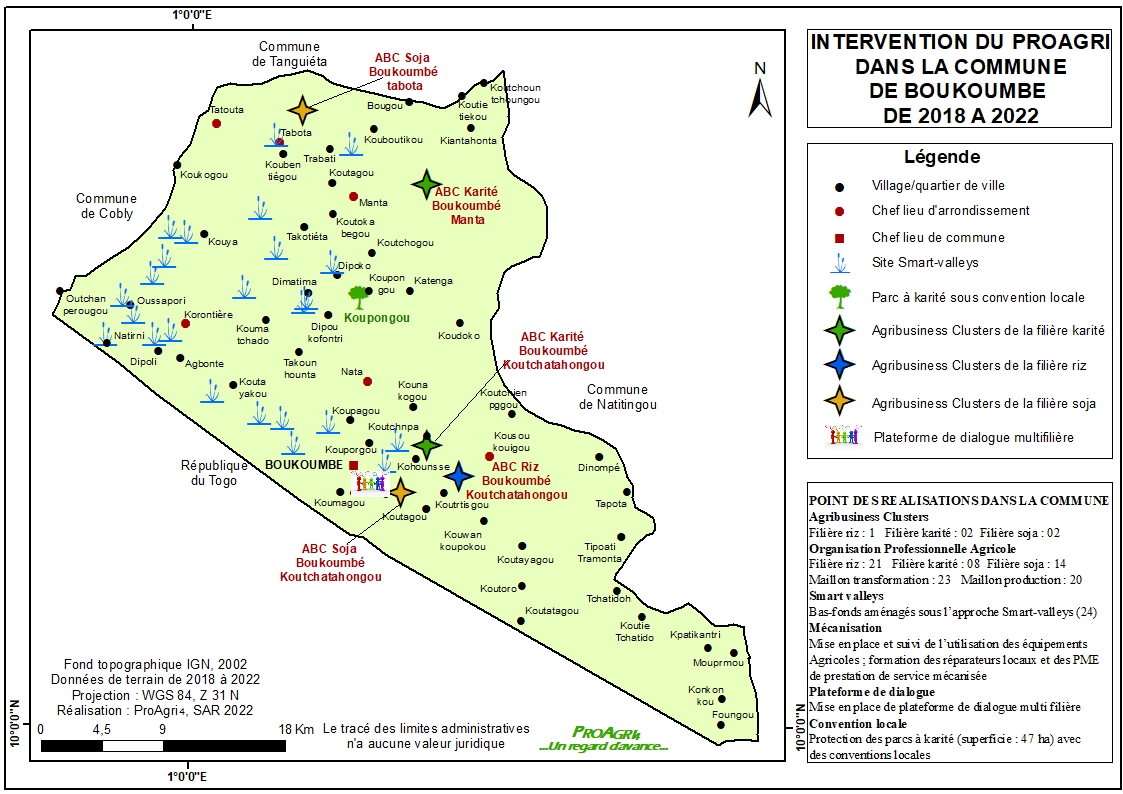 1°0'0"E
INTERVENTION DU PROAGRI
DANS LA COMMUNE
DE BOUKOUMBE
DE 2018 A 2022
Légende
Village/quartier de ville
Chef lieu d'arrondissement
Chef lieu de commune
Site Smart-valleys
Parc à karité sous convention locale
Agribusiness Clusters de la filière karité
Agribusiness Clusters de la filière riz
Agribusiness Clusters de la filière soja
Plateforme de dialogue multifilière
POINT DES REALISATIONS DANS LA COMMUNE
Agribusiness Clusters
Filière riz : 1 Filière karité : 02 Filière soja : 02
Organisation Professionnelle Agricole
Filière riz : 21 Filière karité : 08 Filière soja : 14
Maillon transformation : 23 Maillon production : 20
Smart valleys
Bas-fonds aménagés sous l'approche Smart-valleys (24)
Mécanisation
Mise en place et suivi de l'utilisation des équipements
Agricoles ; formation des réparateurs locaux et des PME
de prestation de service mécanisée
Plateforme de dialogue
Mise en place de plateforme de dialogue multi filière
Convention locale
Protection des parcs à karité (superficie : 47 ha) avec
des conventions locales
N
Commune
de Tanguiéta
ABC Soja
Boukoumbé
tabota
Koutchoun
tchoungou
Bougou
Koutie
tiekou
Tatouta
Tabota
Kouboutikou
Kiantahonta
Trabati
Kouben
tiégou
Koukogou
Koutagou
ABC Karité
Boukoumbé
Manta
Commune
de Cobly
Manta
Koutoka
begou
Takotiéta
Kouya
Koutchogou
Dipoko
Dimatima
Koupon
gou
Katenga
Outchan
perougou
Oussapori
Koupongou
Korontière
Kouma
tchado
Dipou
kofontri
Koudoko
Natirni
Dipoli
Agbonte
Takoun
hounta
ABC Karité
Boukoumbé
Koutchatahongou
Nata
Kouta
yakou
Kouna
kogou
Koutchien
pggou
Commune
de Natitingou
Koupagou
Koutchnpa
Kousou
kouigou
Kouporgou
République
du Togo
BOUKOUMBE
Kohounsse
ABC Riz
Boukoumbé
Koutchatahongou
Dinompé
Koumagou
Koutagou
Koutrtisgou
Tapota
Kouwan
koupokou
ABC Soja
Boukoumbé
Koutchatahongou
Koutayagou
Tipoati
Tramonta
Koutoro
Tchatidoh
Koutatagou
Koutie
Tchatido
Kpatikantri
Mouprmou
Konkon
kou
Foungou
Fond topographique IGN, 2002
Données de terrain de 2018 à 2022
Projection : WGS 84, Z 31 N
Réalisation : ProAgri4, SAR 2022
0 4,5 9 18 Km
Le tracé des limites administratives
n'a aucune valeur juridique
PROAGRI4
...Un regard d'avance...
10°0'0"N
10°0'0"N
1°0'0"E